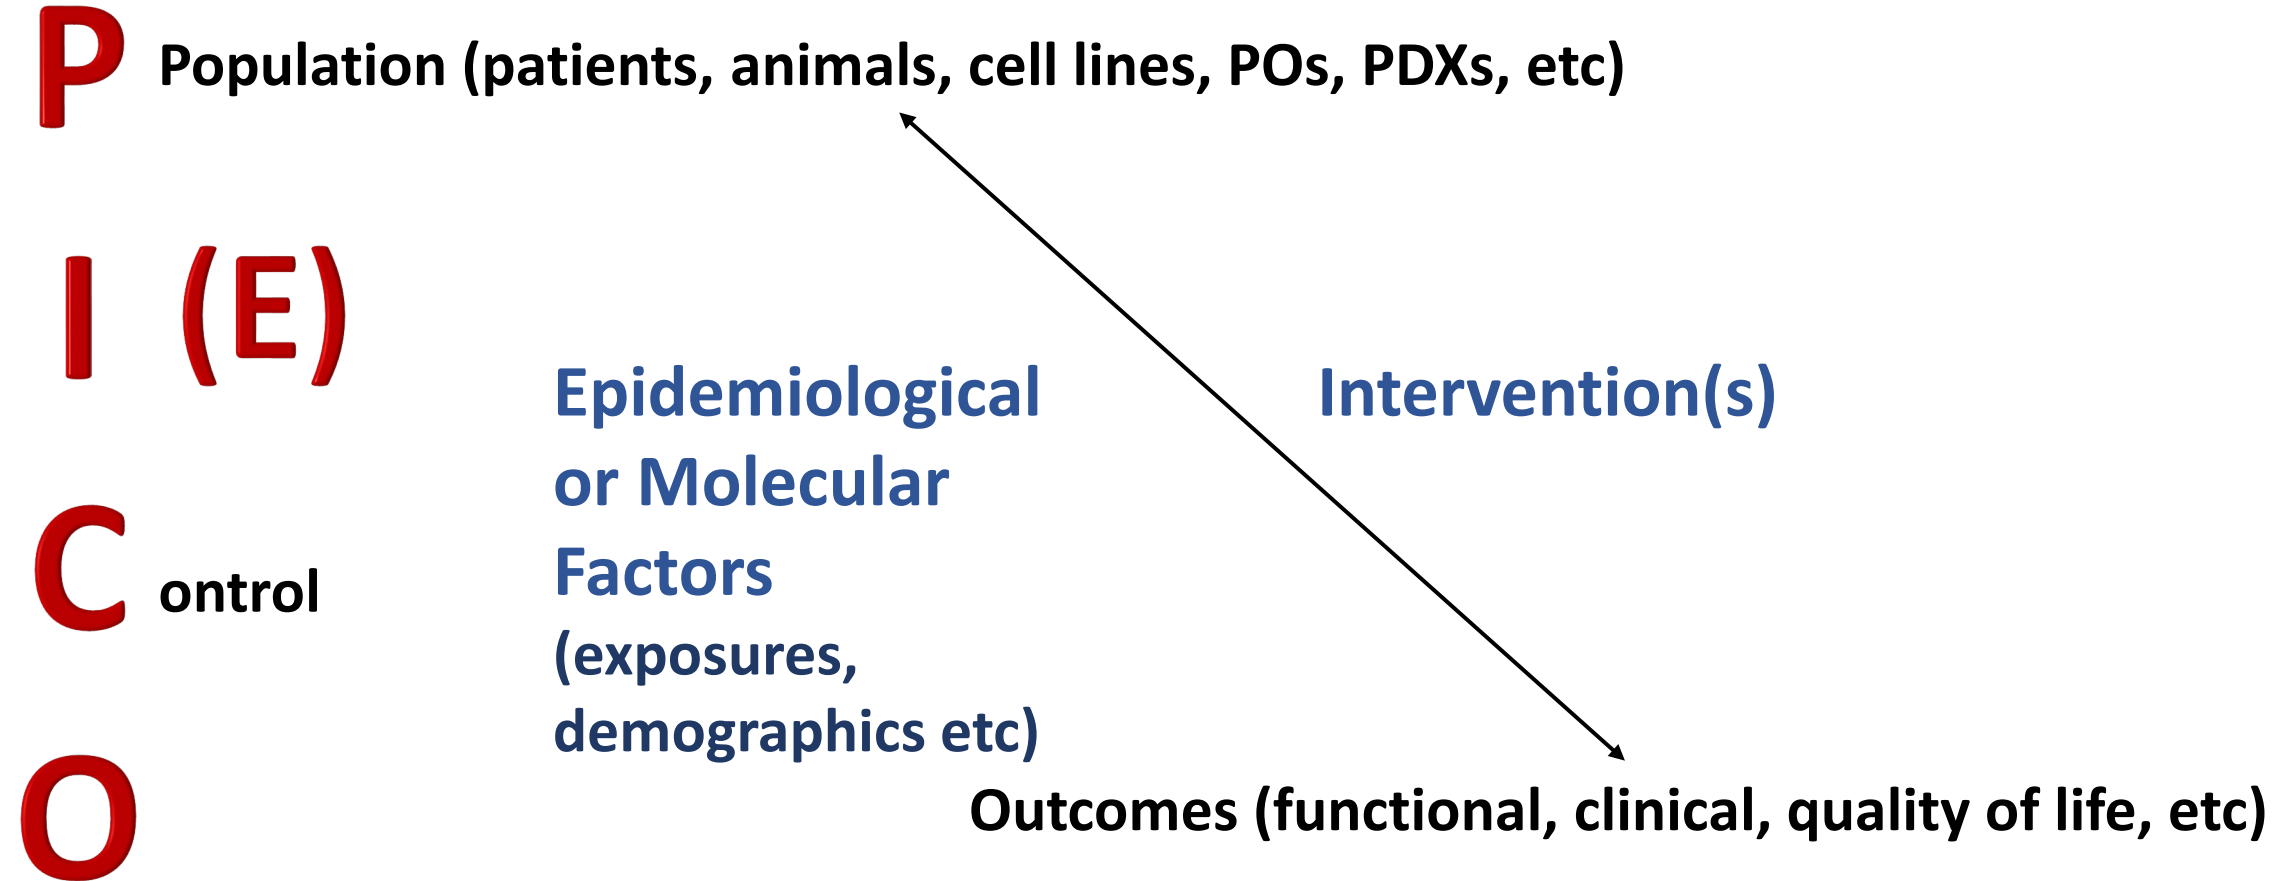 P Population (patients, animals, cell lines, POs, PDXs, etc)
I (E)
Epidemiological Intervention(s)
or Molecular
Factors
C ontrol
(exposures,
demographics etc)
O Outcomes (functional, clinical, quality of life, etc)